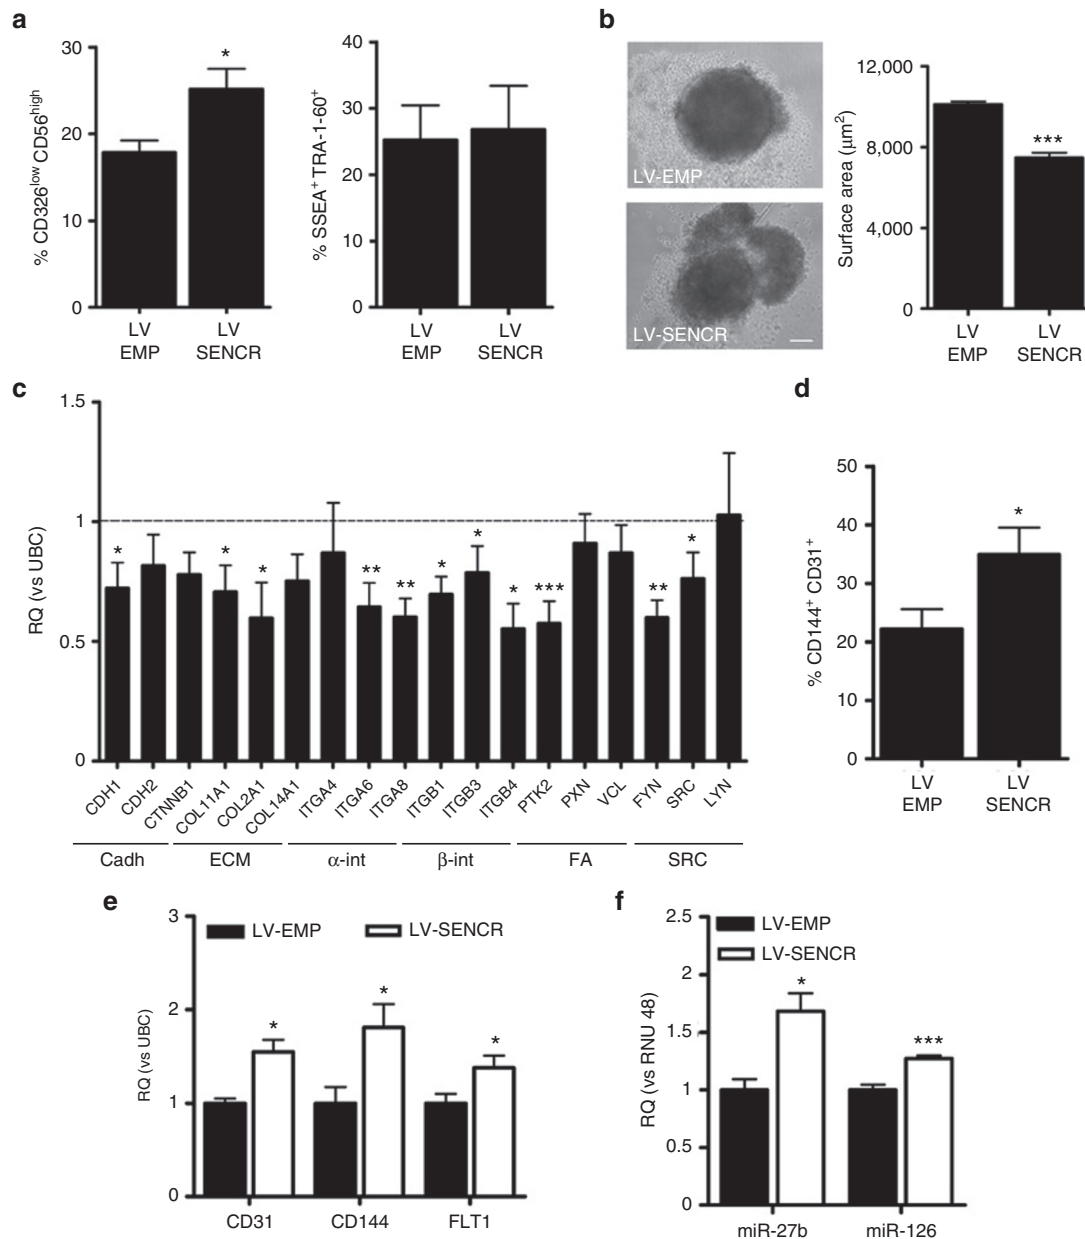 a
30
20
10
0
% CD326low CD56high
*
LV
EMP
LV
SENCR
40
30
20
10
0
% SSEA+ TRA-1-60+
LV
EMP
LV
SENCR
b
LV-EMP
LV-SENCR
12,000
8,000
4,000
0
Surface area (μm2)
***
LV
EMP
LV
SENCR
c
1.5
1
0.5
0
RQ (vs UBC)
* * * ** ** * * * *** ** *
CDH1
CDH2
CTNNB1
COL11A1
COL2A1
COL14A1
ITGA4
ITGA6
ITGA8
ITGB1
ITGB3
ITGB4
PTK2
PXN
VCL
FYN
SRC
LYN
Cadh ECM α-int β-int FA SRC
d
50
40
30
20
10
0
% CD144+ CD31+
*
LV
EMP
LV
SENCR
e
3
2
1
0
RQ (vs UBC)
LV-EMP LV-SENCR
* * *
CD31 CD144 FLT1
f
2.5
2
1.5
1
0.5
0
RQ (vs RNU 48)
LV-EMP
LV-SENCR
* ***
miR-27b miR-126